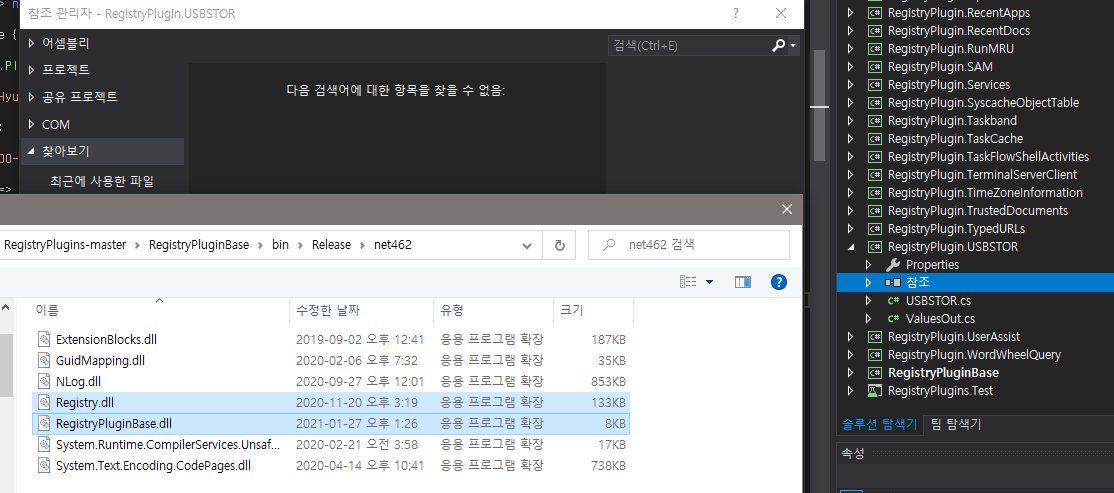 참조 관리자 - RegistryPlugin.USBSTOR
?
어셈블리
프로젝트
공유 프로젝트
COM
찾아보기
최근에 사용한 파일
검색(Ctrl+E)
다음 검색어에 대한 항목을 찾을 수 없음:
e {
.Pl
Hyu
;
00-
=>
RegistryPlugins-master > RegistryPluginBase > bin > Release > net462
net462 검색
이름 수정한 날짜 유형 크기
ExtensionBlocks.dll 2019-09-02 오후 12:41 응용 프로그램 확장 187KB
GuidMapping.dll 2020-02-06 오후 7:32 응용 프로그램 확장 35KB
NLog.dll 2020-09-27 오후 12:01 응용 프로그램 확장 853KB
Registry.dll 2020-11-20 오후 3:19 응용 프로그램 확장 133KB
RegistryPluginBase.dll 2021-01-27 오후 1:26 응용 프로그램 확장 8KB
System.Runtime.CompilerServices.Unsaf... 2020-02-21 오전 3:58 응용 프로그램 확장 17KB
System.Text.Encoding.CodePages.dll 2020-04-14 오후 10:41 응용 프로그램 확장 738KB
RegistryPlugin.RecentApps
RegistryPlugin.RecentDocs
RegistryPlugin.RunMRU
RegistryPlugin.SAM
RegistryPlugin.Services
RegistryPlugin.SyscacheObjectTable
RegistryPlugin.Taskband
RegistryPlugin.TaskCache
RegistryPlugin.TaskFlowShellActivities
RegistryPlugin.TerminalServerClient
RegistryPlugin.TimeZoneInformation
RegistryPlugin.TrustedDocuments
RegistryPlugin.TypedURLs
RegistryPlugin.USBSTOR
Properties
참조
C# USBSTOR.cs
C# ValuesOut.cs
RegistryPlugin.UserAssist
RegistryPlugin.WordWheelQuery
RegistryPluginBase
RegistryPlugins.Test
솔루션 탐색기 팀 탐색기
속성